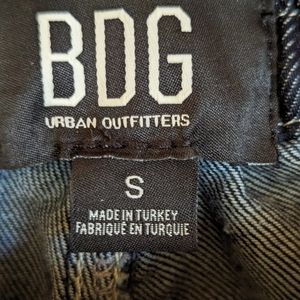 BDG
URBAN OUTFITTERS
S
MADE IN TURKEY
FABRIQUÉ EN TURQUIE